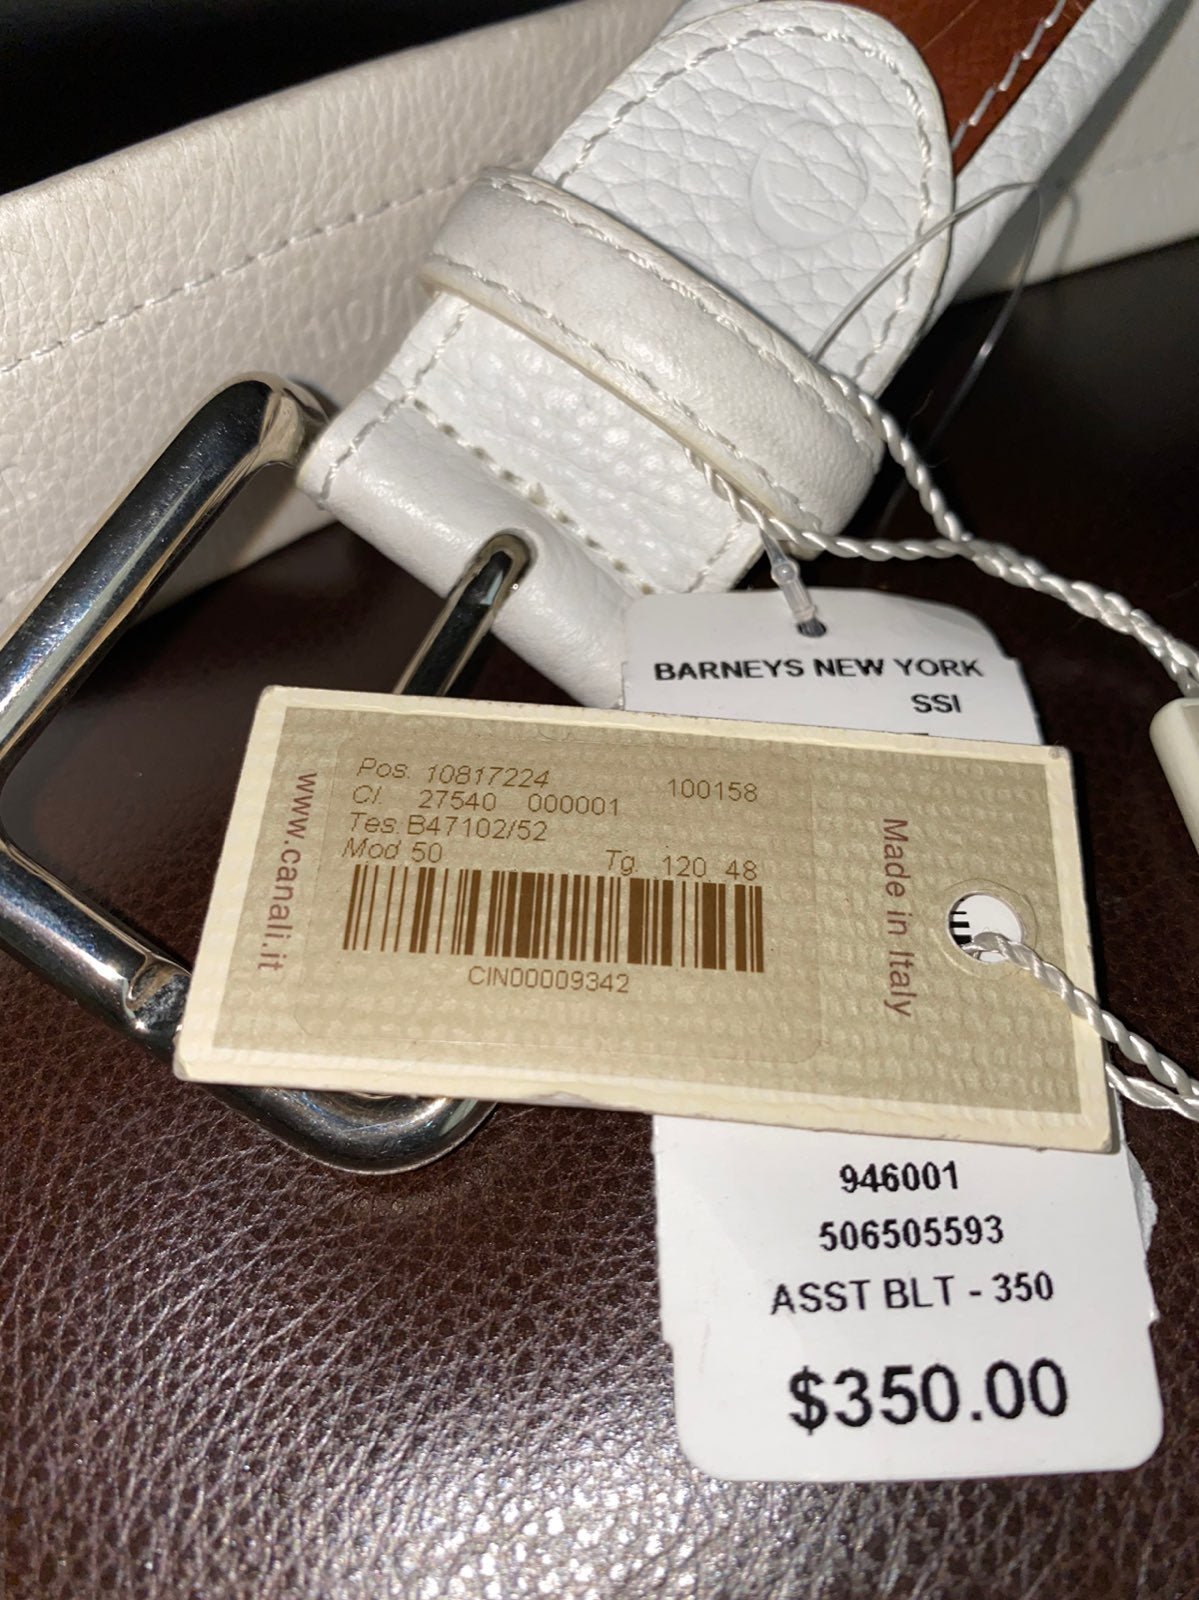 BARNEYS NEW YORK
SSI
www.canali.it
Pos. 10817224 100158
Cl. 27540 000001
Tes. B47102/52
Mod 50 Tg. 120 48
CIN00009342
Made in Italy
946001
506505593
ASST BLT - 350
$350.00